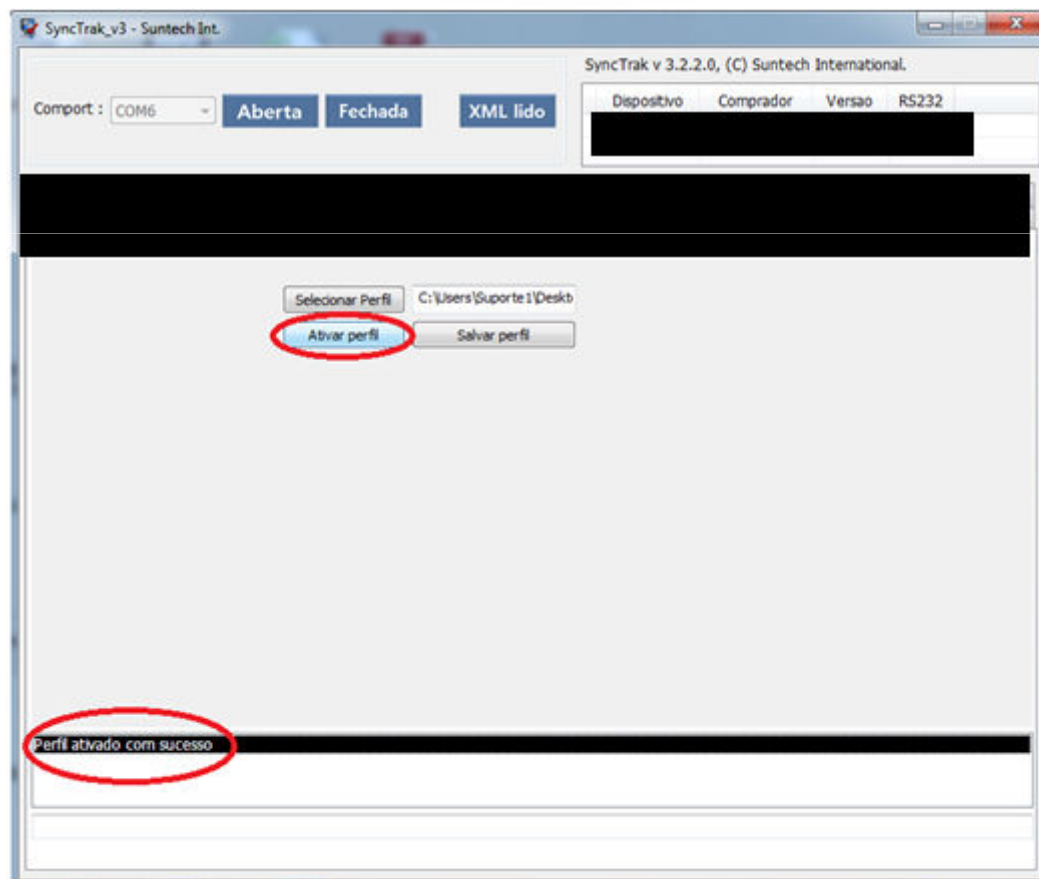 SyncTrak_v3 - Suntech Int.
SyncTrak v 3.2.2.0, (C) Suntech International.
Comport : COM6 Aberta Fechada XML lido
Dispositivo Comprador Versao RS232
Selecionar Perfil C:\Users\Suporte1\Deskb
Ativar perfil Salvar perfil
Perfil ativado com sucesso